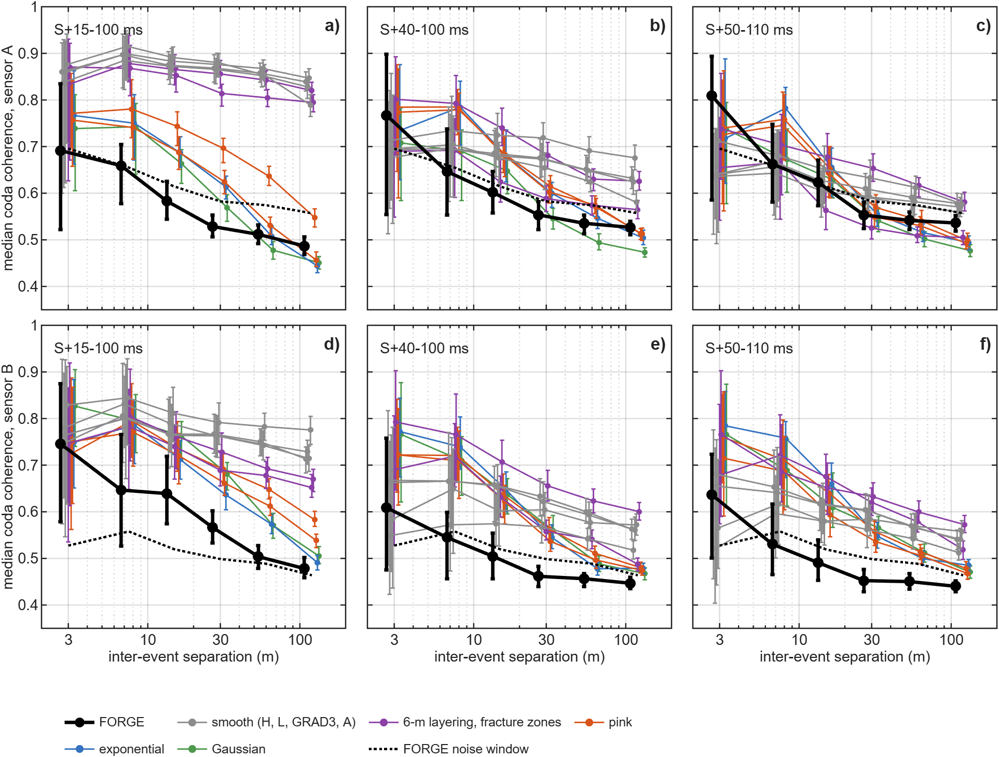 S+15-100 ms a)
S+40-100 ms b)
S+50-110 ms c)
median coda coherence, sensor A
1
0.9
0.8
0.7
0.6
0.5
0.4
S+15-100 ms d)
S+40-100 ms e)
S+50-110 ms f)
median coda coherence, sensor B
1
0.9
0.8
0.7
0.6
0.5
0.4
3 10 30 100
3 10 30 100
3 10 30 100
inter-event separation (m)
inter-event separation (m)
inter-event separation (m)
FORGE smooth (H, L, GRAD3, A) 6-m layering, fracture zones pink
exponential Gaussian FORGE noise window